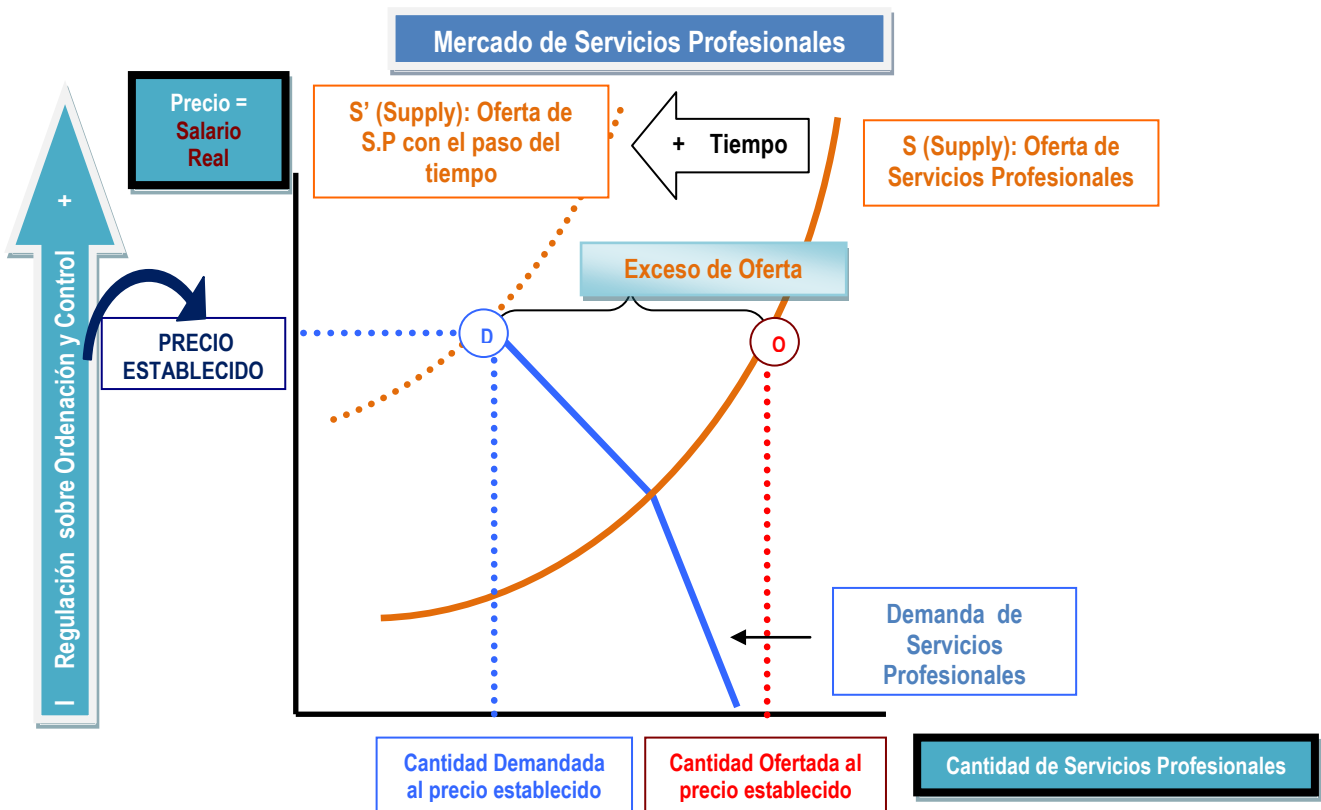 Mercado de Servicios Profesionales
Precio =
Salario
Real
S’ (Supply): Oferta de
S.P con el paso del
tiempo
+ Tiempo
S (Supply): Oferta de
Servicios Profesionales
Exceso de Oferta
I Regulación sobre Ordenación y Control +
PRECIO
ESTABLECIDO
D
O
Demanda de
Servicios
Profesionales
Cantidad Demandada
al precio establecido
Cantidad Ofertada al
precio establecido
Cantidad de Servicios Profesionales